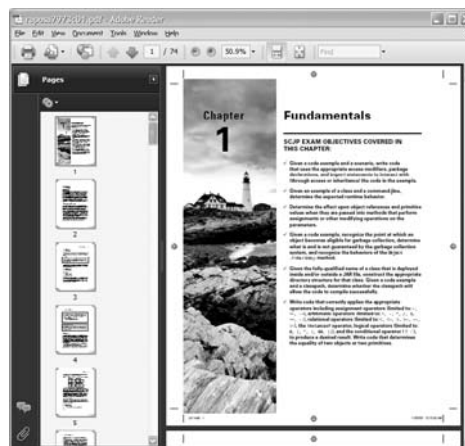 raposa7973c01.pdf - Adobe Reader
File Edit View Document Tools Window Help
1 / 74 50.9% Find
Pages
1
2
3
4
5
Chapter
1
Fundamentals
SCJP EXAM OBJECTIVES COVERED IN
THIS CHAPTER:
Given a code example and a scenario, write code
that uses the appropriate access modifiers, package
declarations, and import statements to interact with
(through access or inheritance) the code in the example.
Given an example of a class and a command-line,
determine the expected runtime behavior.
Determine the effect upon object references and primitive
values when they are passed into methods that perform
assignments or other modifying operations on the
parameters.
Given a code example, recognize the point at which an
object becomes eligible for garbage collection, determine
what is and is not guaranteed by the garbage collection
system, and recognize the behaviors of the Object
method.
Given the fully-qualified name of a class that is deployed
inside and/or outside a JAR file, construct the appropriate
directory structure for that class. Given a code example
and a classpath, determine whether the classpath will
allow the code to compile successfully.
Write code that correctly applies the appropriate
operators including assignment operators (limited to
arithmetic operators (limited to
relational operators (limited to
the instanceof operator, logical operators (limited to
and the conditional operator
to produce a desired result. Write code that determines
the equality of two objects or two primitives.